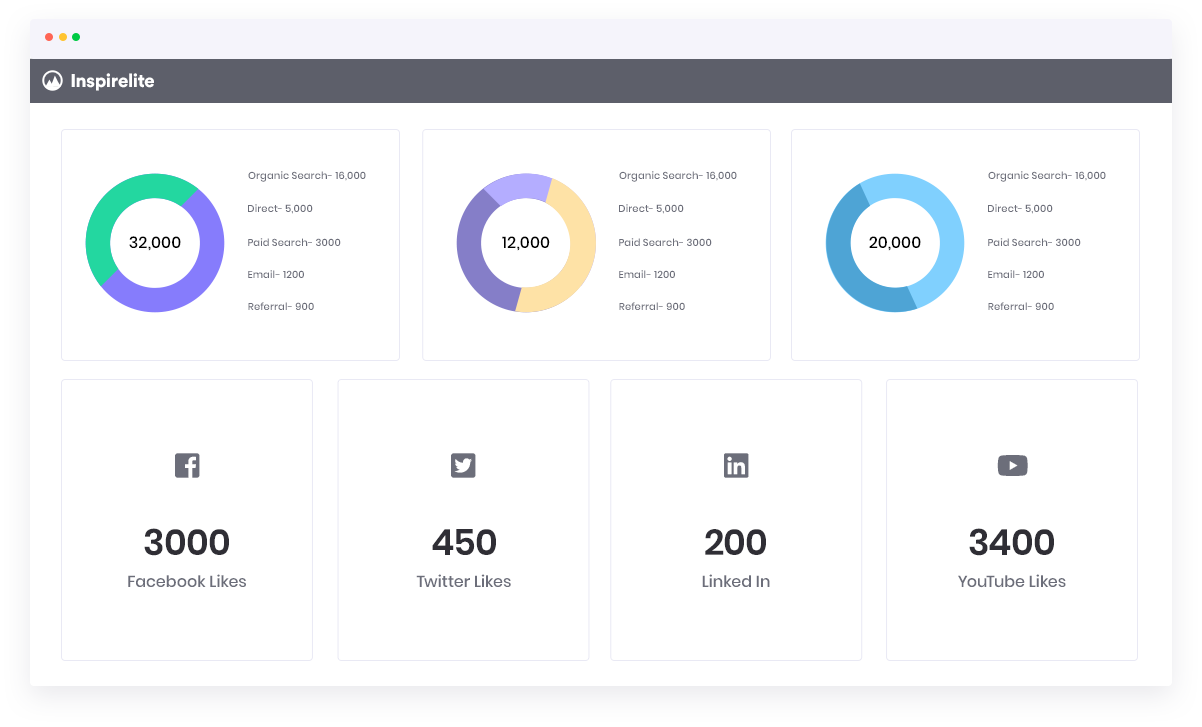 Inspirelite
32,000
Organic Search- 16,000
Direct- 5,000
Paid Search- 3000
Email- 1200
Referral- 900
12,000
Organic Search- 16,000
Direct- 5,000
Paid Search- 3000
Email- 1200
Referral- 900
20,000
Organic Search- 16,000
Direct- 5,000
Paid Search- 3000
Email- 1200
Referral- 900
3000
Facebook Likes
450
Twitter Likes
in
200
Linked In
3400
YouTube Likes